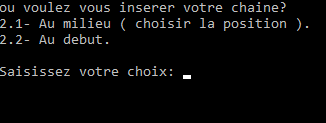 ou voulez vous inserer votre chaine?
2.1- Au milieu ( choisir la position ).
2.2- Au debut.
Saisissez votre choix: